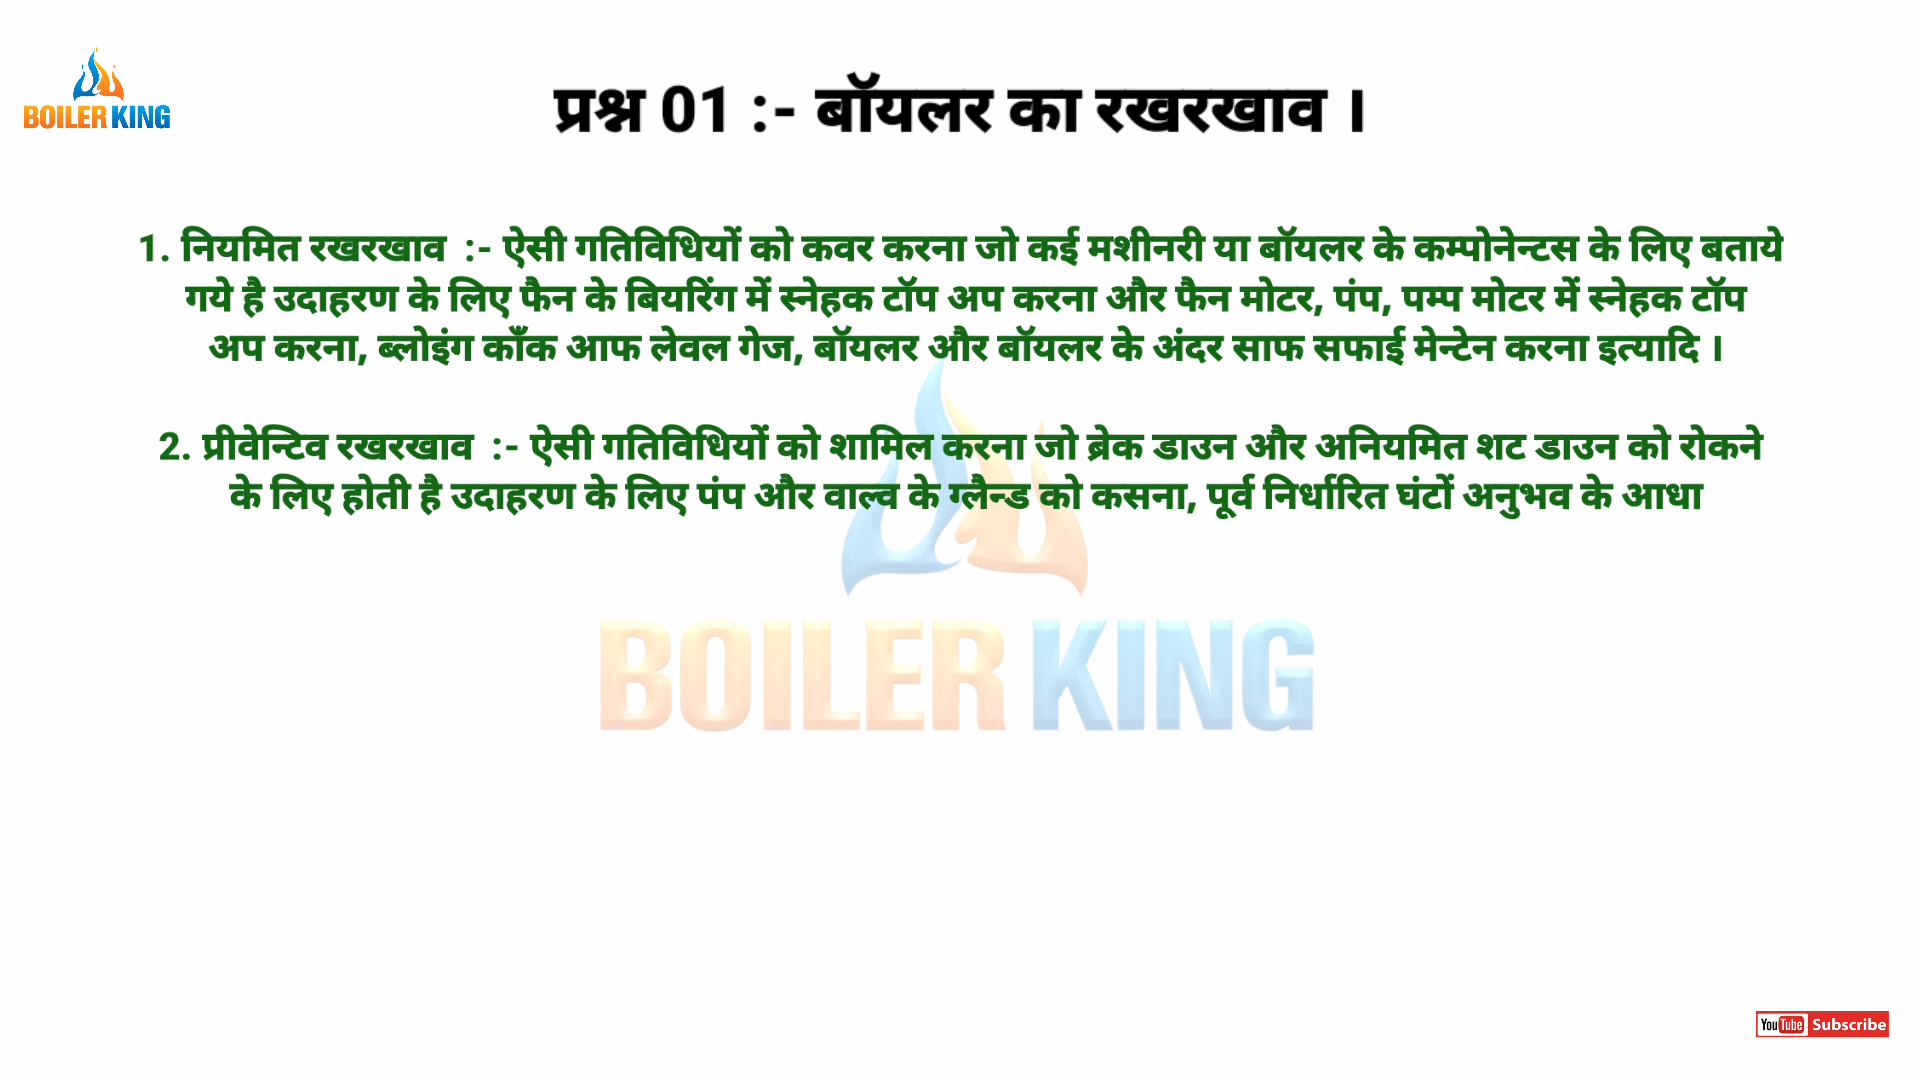 BOILER KING
प्रश्न 01 :- बॉयलर का रखरखाव ।
1. नियमित रखरखाव :- ऐसी गतिविधियों को कवर करना जो कई मशीनरी या बॉयलर के कम्पोनेन्टस के लिए बताये
गये है उदाहरण के लिए फैन के बियरिंग में स्नेहक टॉप अप करना और फैन मोटर, पंप, पम्प मोटर में स्नेहक टॉप
अप करना, ब्लोइंग काँक आफ लेवल गेज, बॉयलर और बॉयलर के अंदर साफ सफाई मेन्टेन करना इत्यादि ।
2. प्रीवेन्टिव रखरखाव :- ऐसी गतिविधियों को शामिल करना जो ब्रेक डाउन और अनियमित शट डाउन को रोकने
के लिए होती है उदाहरण के लिए पंप और वाल्व के ग्लैन्ड को कसना, पूर्व निर्धारित घंटों अनुभव के आधा
BOILER KING
YouTube Subscribe